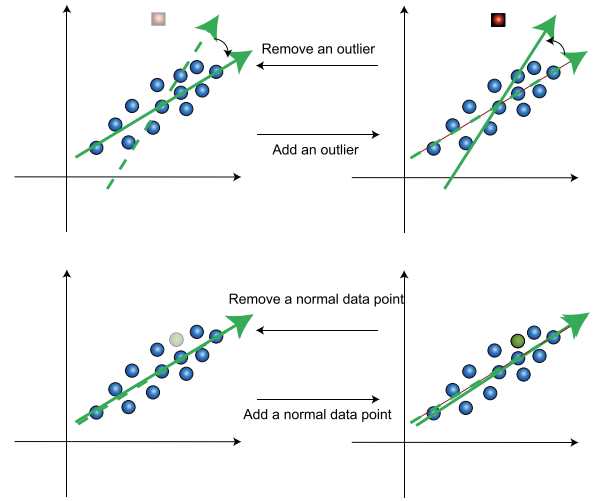 Remove an outlier
Add an outlier
Remove a normal data point
Add a normal data point